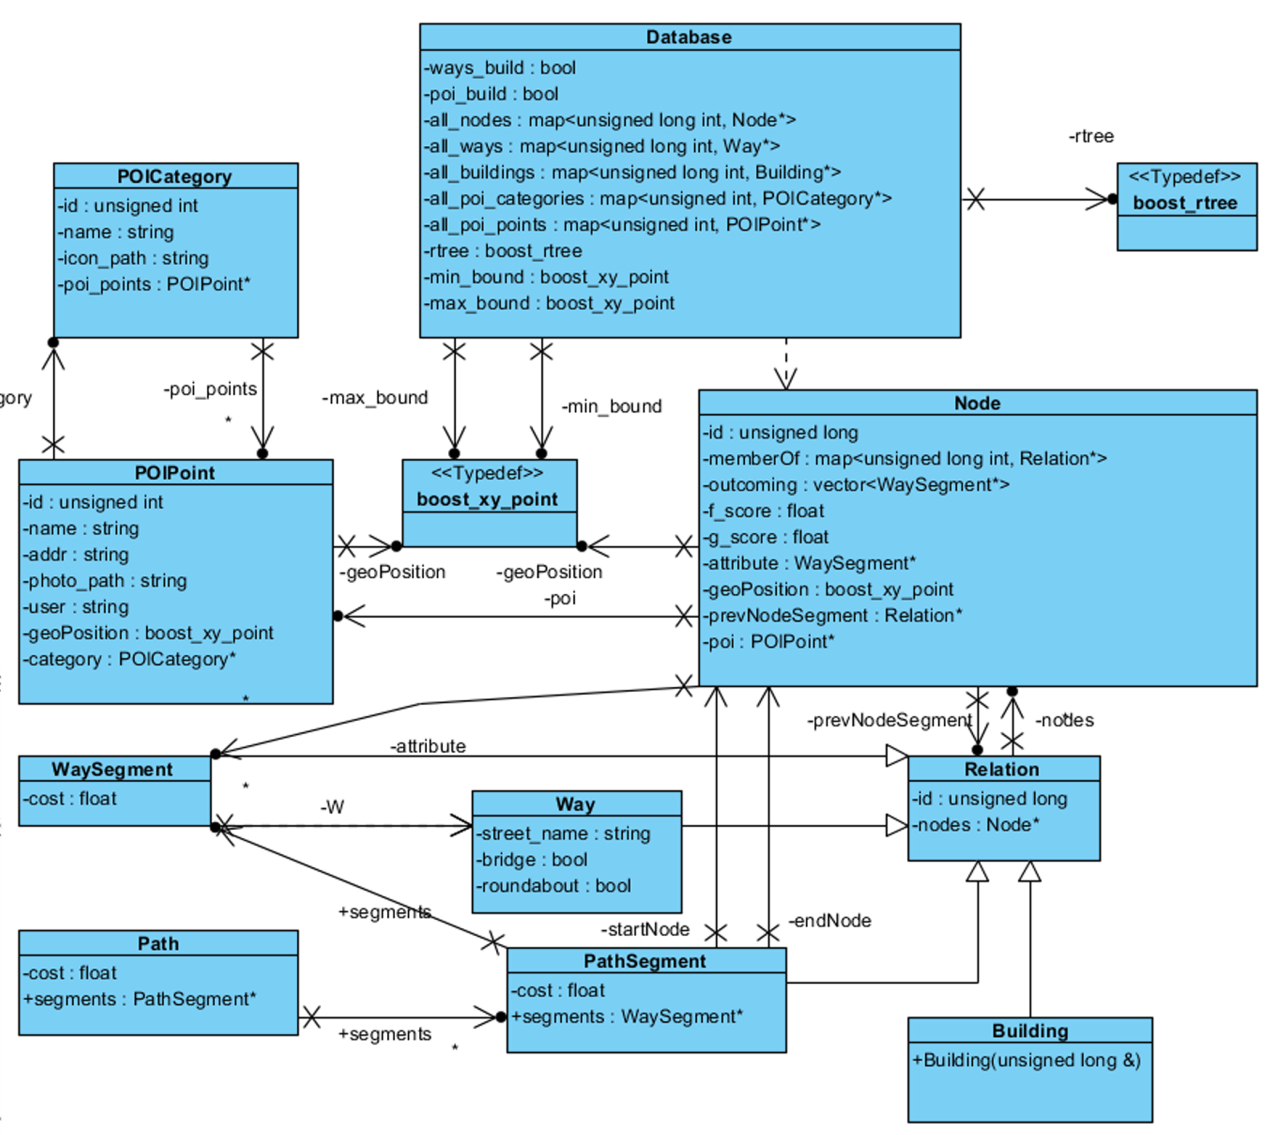 Database
-ways_build : bool
-poi_build : bool
-all_nodes : map<unsigned long int, Node*>
-all_ways : map<unsigned long int, Way*>
-all_buildings : map<unsigned long int, Building*>
-all_poi_categories : map<unsigned int, POICategory*>
-all_poi_points : map<unsigned int, POIPoint*>
-rtree : boost_rtree
-min_bound : boost_xy_point
-max_bound : boost_xy_point
-rtree
<<Typedef>>
boost_rtree
POICategory
-id : unsigned int
-name : string
-icon_path : string
-poi_points : POIPoint*
gory
-poi_points
*
-max_bound
-min_bound
POIPoint
-id : unsigned int
-name : string
-addr : string
-photo_path : string
-user : string
-geoPosition : boost_xy_point
-category : POICategory*
*
<<Typedef>>
boost_xy_point
-geoPosition
-geoPosition
-poi
Node
-id : unsigned long
-memberOf : map<unsigned long int, Relation*>
-outcoming : vector<WaySegment*>
-f_score : float
-g_score : float
-attribute : WaySegment*
-geoPosition : boost_xy_point
-prevNodeSegment : Relation*
-poi : POIPoint*
-prevNodeSegment
-nodes
*
-attribute
WaySegment
-cost : float
*
-W
Way
-street_name : string
-bridge : bool
-roundabout : bool
Relation
-id : unsigned long
-nodes : Node*
+segments
-startNode
-endNode
Path
-cost : float
+segments : PathSegment*
+segments
*
PathSegment
-cost : float
+segments : WaySegment*
Building
+Building(unsigned long &)